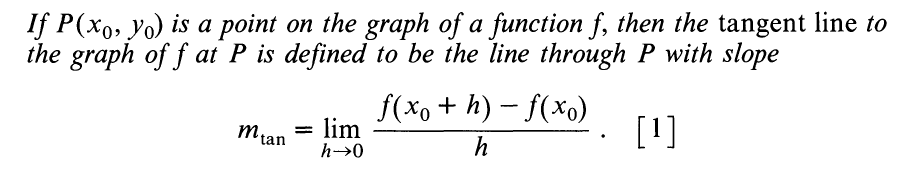 If P(x₀, y₀) is a point on the graph of a function f, then the tangent line to
the graph of f at P is defined to be the line through P with slope
m_tan = lim_{h→0} (f(x₀ + h) − f(x₀))/h . [1]